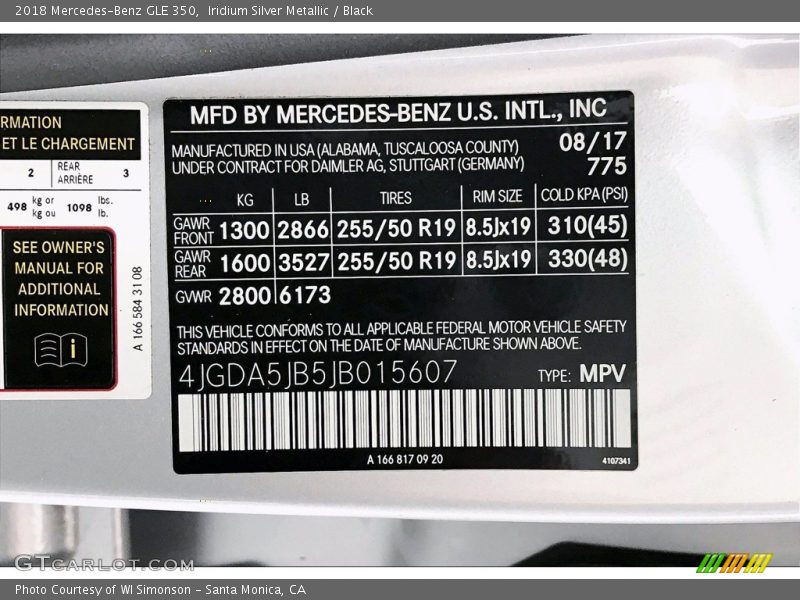 2018 Mercedes-Benz GLE 350,  Iridium Silver Metallic / Black
RMATION
ET LE CHARGEMENT
2 REAR ARRIÈRE 3
498 kg or kg ou 1098 lbs. lb.
SEE OWNER'S
MANUAL FOR
ADDITIONAL
INFORMATION
i
A 166 584 31 08
MFD BY MERCEDES-BENZ U.S. INTL., INC
MANUFACTURED IN USA (ALABAMA, TUSCALOOSA COUNTY) 08/17
UNDER CONTRACT FOR DAIMLER AG, STUTTGART (GERMANY) 775
KG LB TIRES RIM SIZE COLD KPA (PSI)
GAWR FRONT 1300 2866 255/50 R19 8.5Jx19 310(45)
GAWR REAR 1600 3527 255/50 R19 8.5Jx19 330(48)
GVWR 2800 6173
THIS VEHICLE CONFORMS TO ALL APPLICABLE FEDERAL MOTOR VEHICLE SAFETY
STANDARDS IN EFFECT ON THE DATE OF MANUFACTURE SHOWN ABOVE.
4JGDA5JB5JB015607 TYPE: MPV
A 166 817 09 20 4107341
GTCARLOT.COM
Photo Courtesy of WI Simonson - Santa Monica, CA